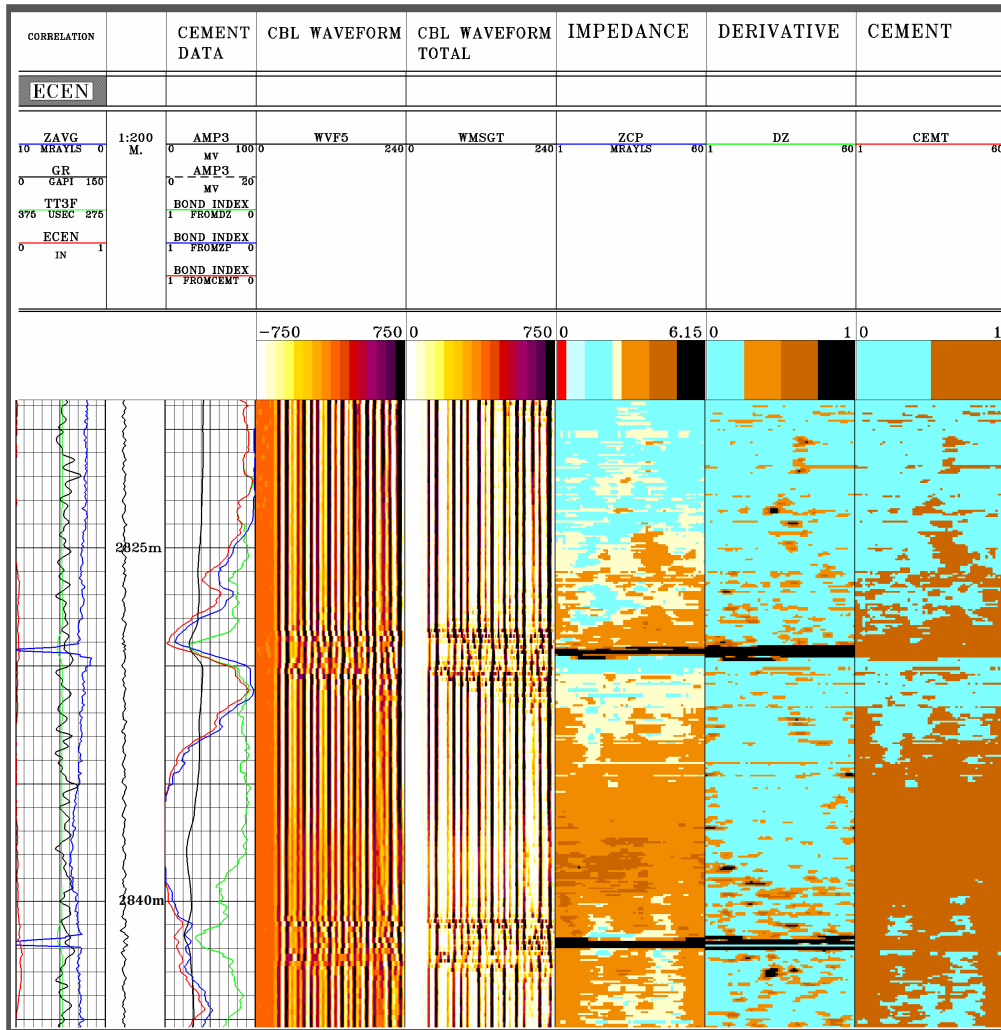 CORRELATION
CEMENT DATA
CBL WAVEFORM
CBL WAVEFORM TOTAL
IMPEDANCE
DERIVATIVE
CEMENT
ECEN
ZAVG
10 MRAYLS 0
GR
0 GAPI 150
TT3F
375 USEC 275
ECEN
0 1
IN
1:200
M.
AMP3
0 100
MV
AMP3
0 20
MV
BOND INDEX
1 FROMDZ 0
BOND INDEX
1 FROMZP 0
BOND INDEX
1 FROMCEMT 0
WVF5
0 240
WMSGT
0 240
ZCP
1 MRAYLS 60
DZ
1 60
CEMT
1 60
-750 750
0 750
0 6.15
0 1
0 1
2825m
2840m